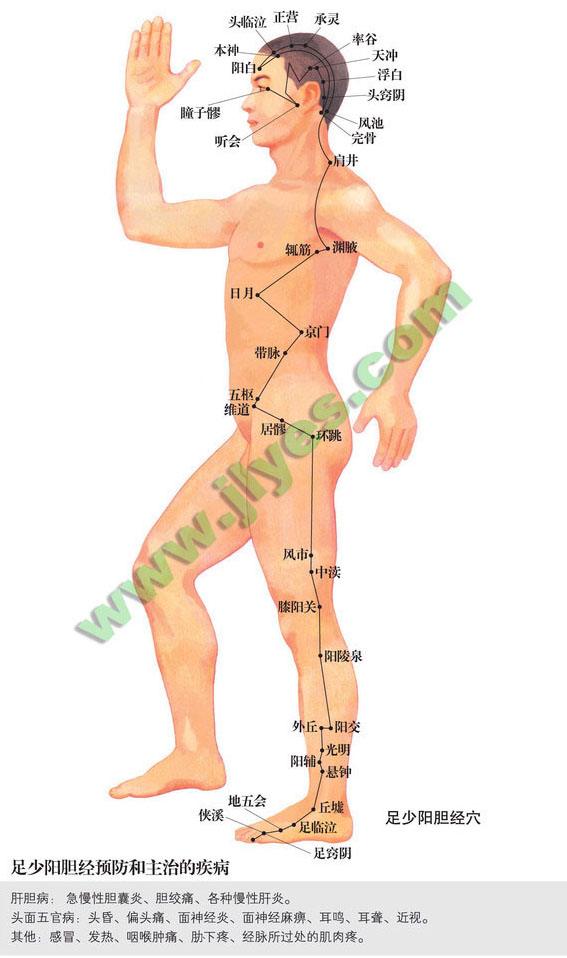 头临泣
正营
承灵
率谷
天冲
浮白
头窍阴
风池
完骨
肩井
本神
阳白
瞳子髎
听会
辄筋
渊腋
日月
京门
带脉
五枢
维道
居髎
环跳
风市
中渎
膝阳关
阳陵泉
外丘
阳交
光明
阳辅
悬钟
丘墟
足临泣
地五会
侠溪
足窍阴
足少阳胆经穴
www.jlyes.com
足少阳胆经预防和主治的疾病
肝胆病： 急慢性胆囊炎、胆绞痛、各种慢性肝炎。
头面五官病：头昏、偏头痛、面神经炎、面神经麻痹、耳鸣、耳聋、近视。
其他：感冒、发热、咽喉肿痛、胁下疼、经脉所过处的肌肉疼。